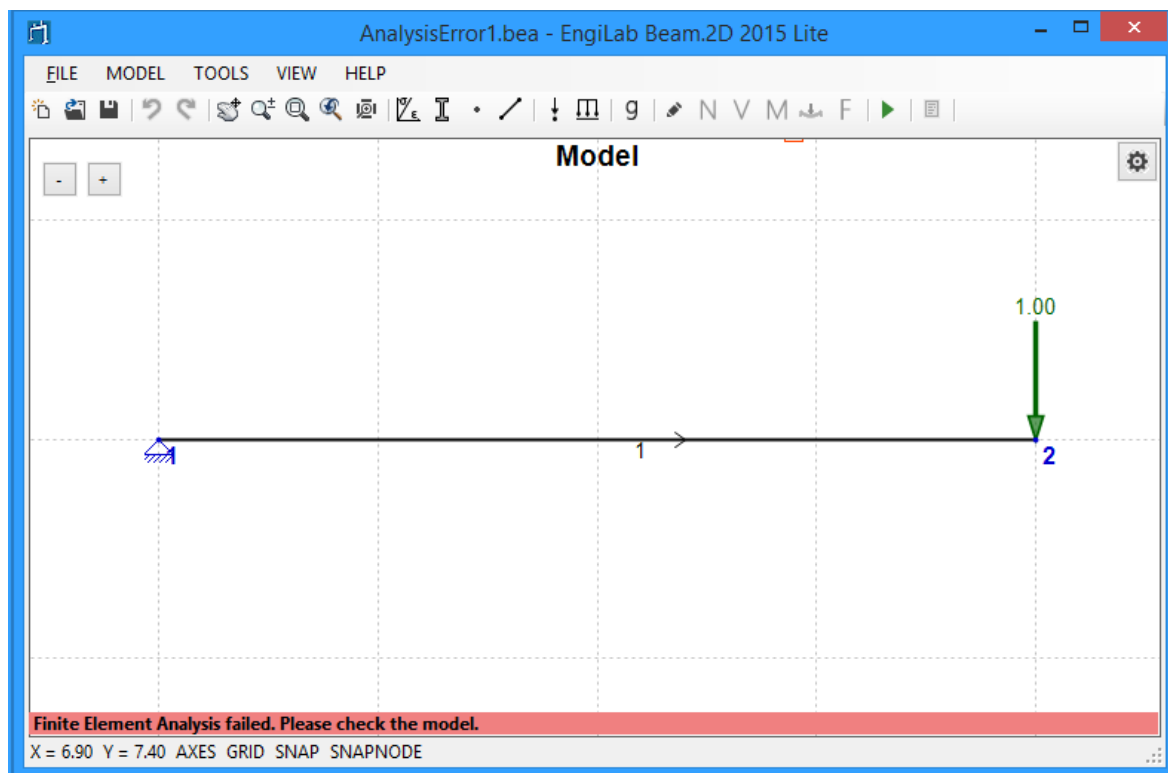 AnalysisError1.bea - EngiLab Beam.2D 2015 Lite
FILE MODEL TOOLS VIEW HELP
g N V M F
Model
- +
1.00
1 1 2
Finite Element Analysis failed. Please check the model.
X = 6.90 Y = 7.40 AXES GRID SNAP SNAPNODE